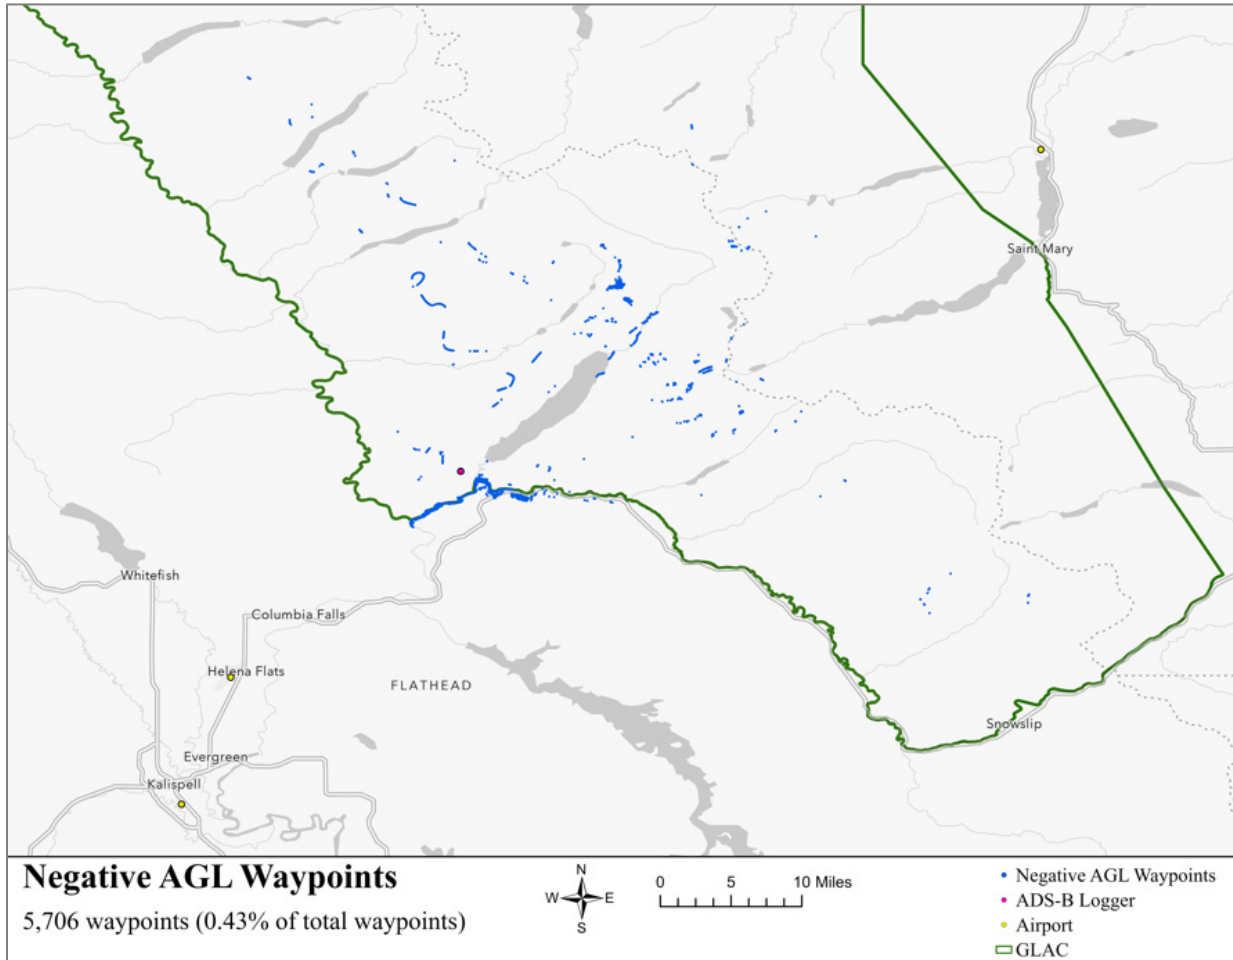 Saint Mary
Whitefish
Columbia Falls
Helena Flats
FLATHEAD
Snowslip
Evergreen
Kalispell
Negative AGL Waypoints
5,706 waypoints (0.43% of total waypoints)
N
W E
S
0 5 10 Miles
Negative AGL Waypoints
ADS-B Logger
Airport
GLAC